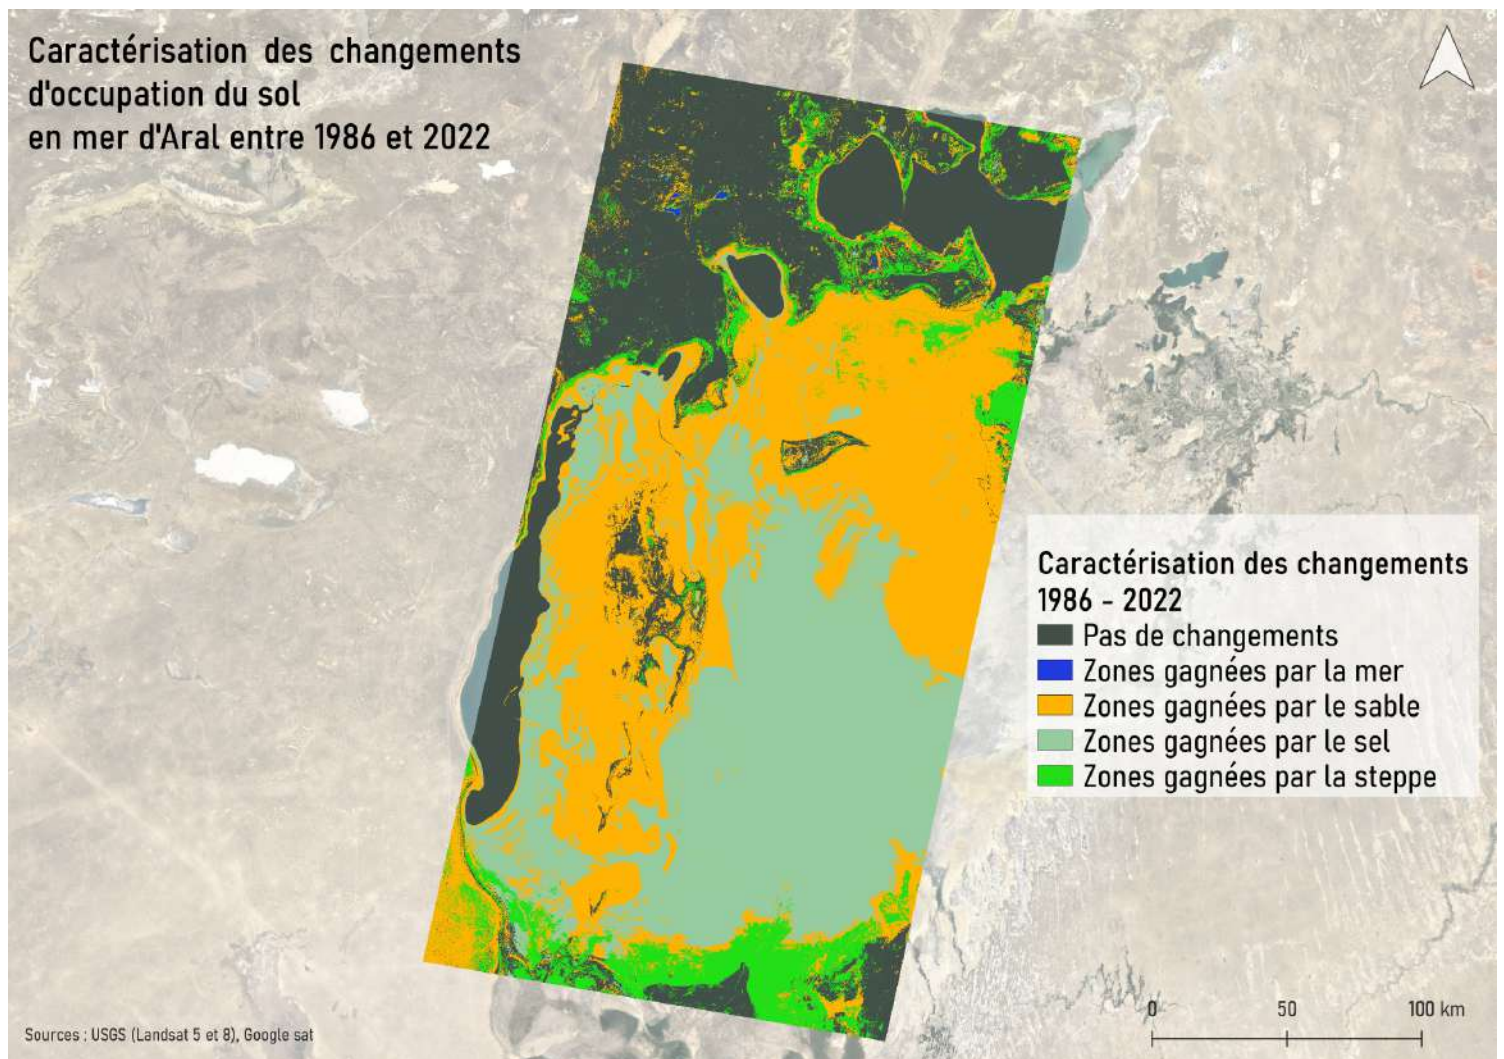 Caractérisation des changements
d'occupation du sol
en mer d'Aral entre 1986 et 2022
Caractérisation des changements
1986 - 2022
Pas de changements
Zones gagnées par la mer
Zones gagnées par le sable
Zones gagnées par le sel
Zones gagnées par la steppe
0 50 100 km
Sources : USGS (Landsat 5 et 8), Google sat